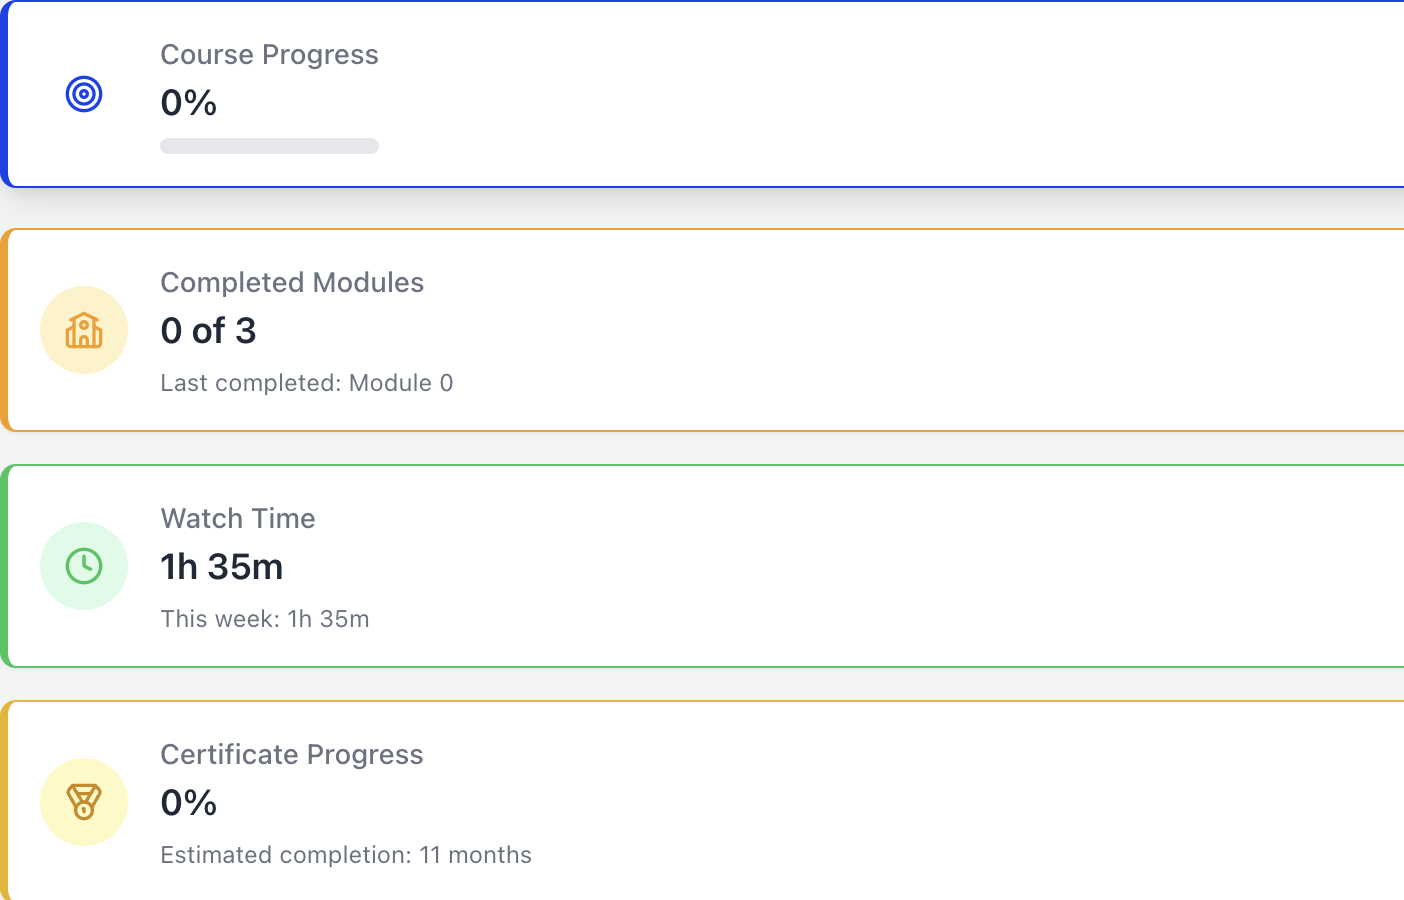 Course Progress
0%
Completed Modules
0 of 3
Last completed: Module 0
Watch Time
1h 35m
This week: 1h 35m
Certificate Progress
0%
Estimated completion: 11 months